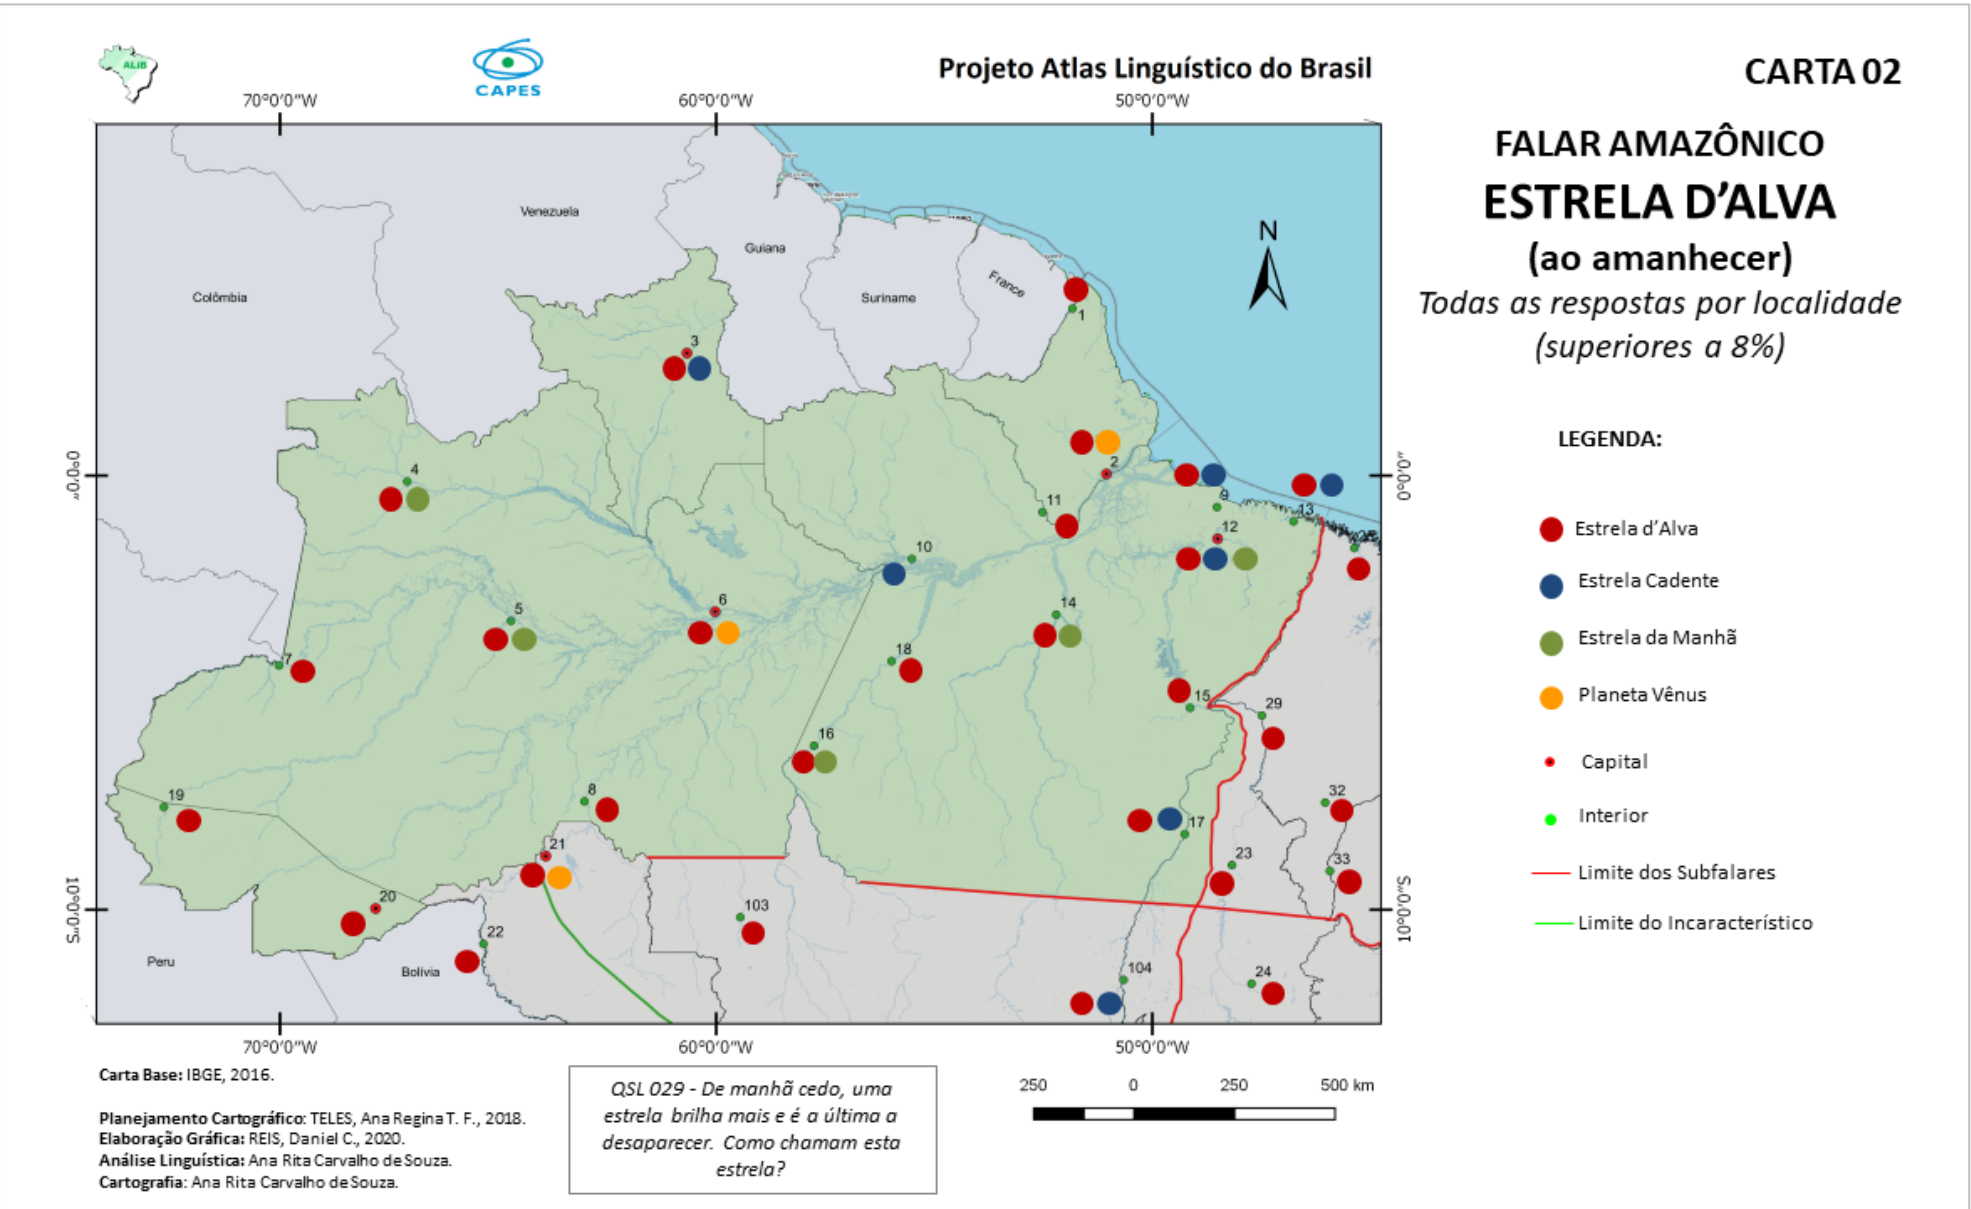 ALiB
CAPES
Projeto Atlas Linguístico do Brasil
CARTA 02
FALAR AMAZÔNICO
ESTRELA D'ALVA
(ao amanhecer)
Todas as respostas por localidade
(superiores a 8%)
70°0'0"W
60°0'0"W
50°0'0"W
Venezuela
Guiana
Colômbia
Suriname
France
N
1
3
4
2
9
11
13
12
10
6
5
14
18
7
15
29
16
8
19
32
17
21
23
33
20
103
22
104
24
Peru
Bolívia
0°0'0"
0°0'0"
10°0'0"S
10°0'0"S
70°0'0"W
60°0'0"W
50°0'0"W
LEGENDA:
Estrela d'Alva
Estrela Cadente
Estrela da Manhã
Planeta Vênus
Capital
Interior
Limite dos Subfalares
Limite do Incaracterístico
Carta Base: IBGE, 2016.
Planejamento Cartográfico: TELES, Ana Regina T. F., 2018.
Elaboração Gráfica: REIS, Daniel C., 2020.
Análise Linguística: Ana Rita Carvalho de Souza.
Cartografia: Ana Rita Carvalho de Souza.
QSL 029 - De manhã cedo, uma
estrela brilha mais e é a última a
desaparecer. Como chamam esta
estrela?
250 0 250 500 km